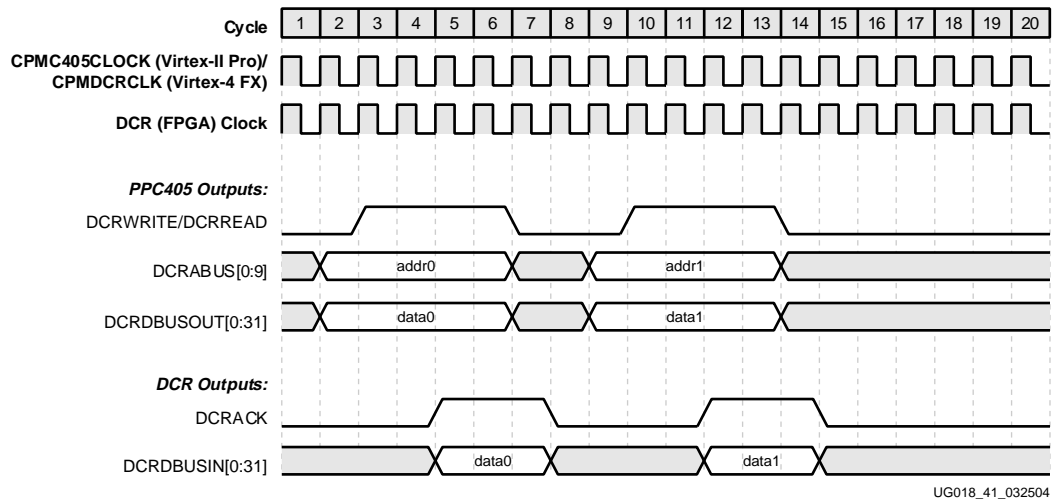 Cycle 1 2 3 4 5 6 7 8 9 10 11 12 13 14 15 16 17 18 19 20
CPMC405CLOCK (Virtex-II Pro)/
CPMDCRCLK (Virtex-4 FX)
DCR (FPGA) Clock
PPC405 Outputs:
DCRWRITE/DCRREAD
DCRABUS[0:9] addr0 addr1
DCRDBUSOUT[0:31] data0 data1
DCR Outputs:
DCRACK
DCRDBUSIN[0:31] data0 data1
UG018_41_032504